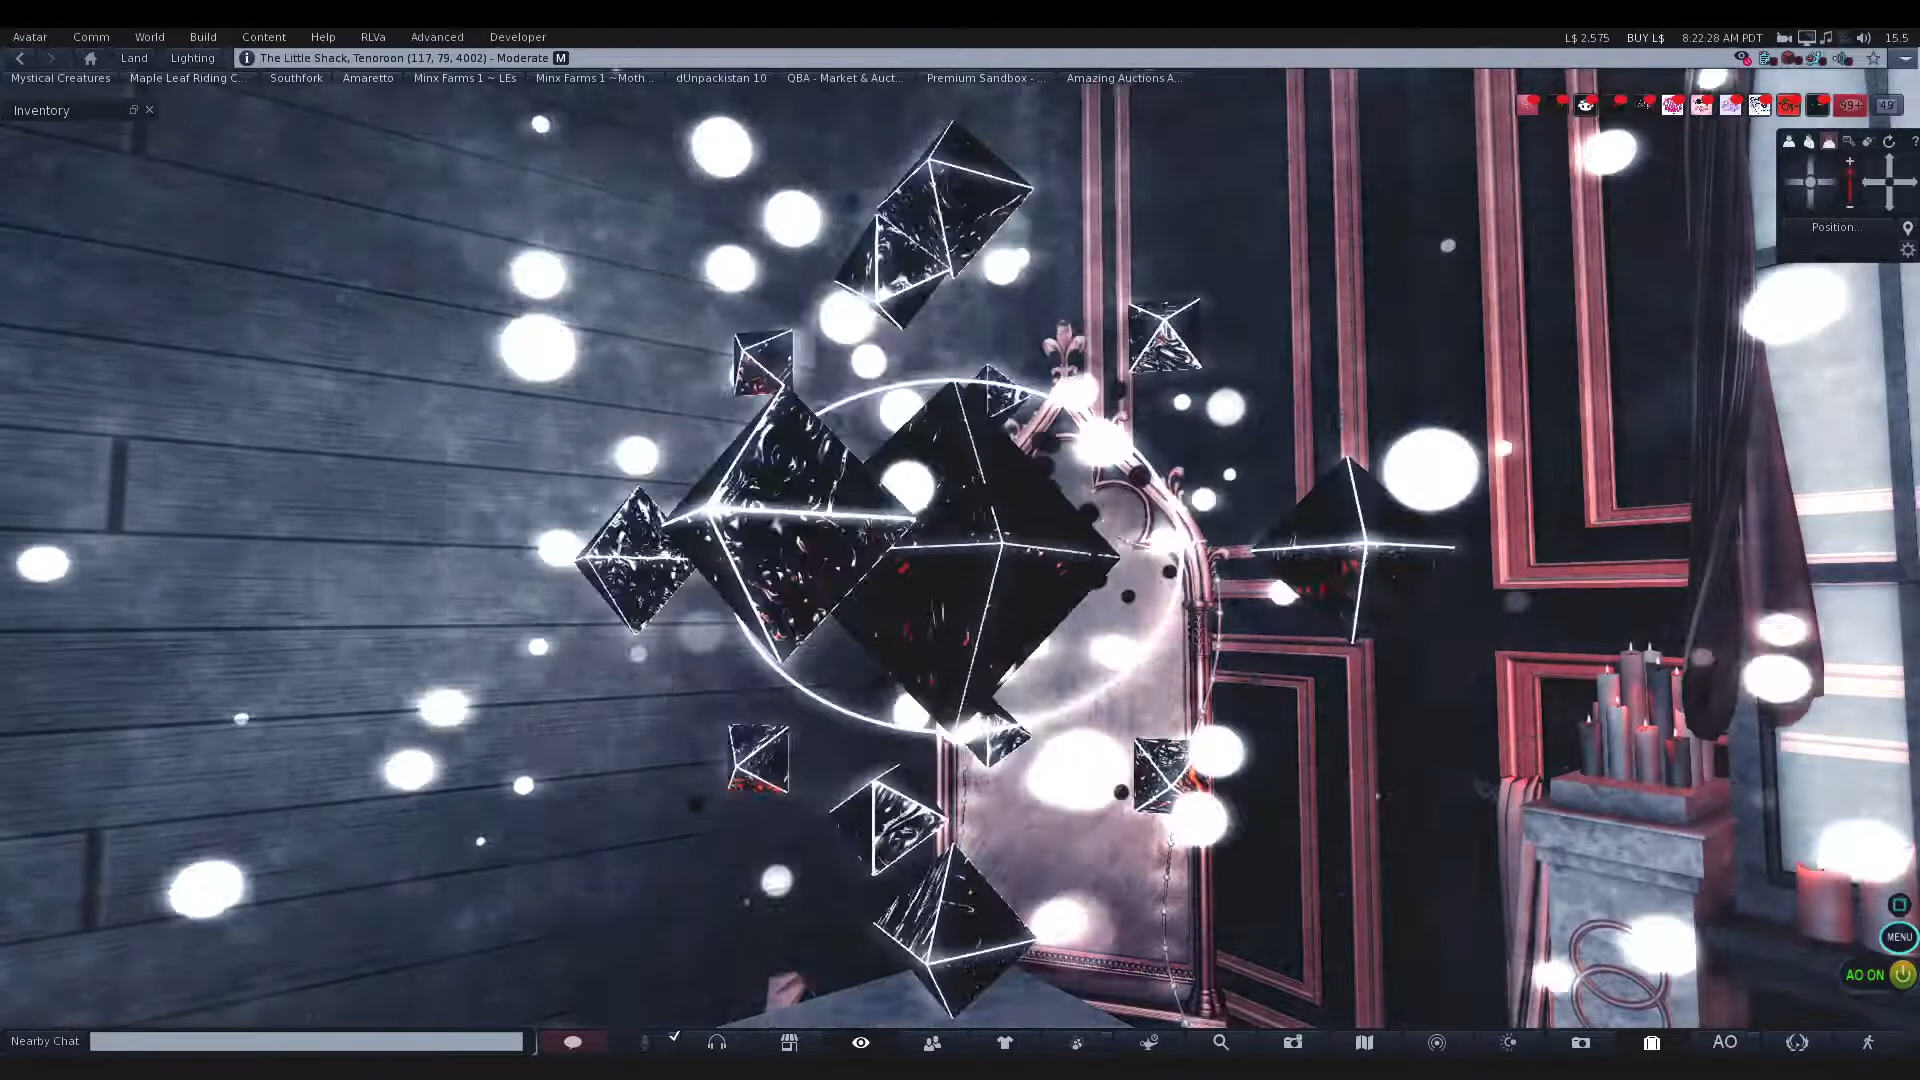 Avatar Comm World Build Content Help RLVa Advanced Developer L$ 2,575 BUY L$ 8:22:28 AM PDT 15.5
Land Lighting The Little Shack, Tenoroon (117, 79, 4002) - Moderate M
Mystical Creatures Maple Leaf Riding C... Southfork Amaretto Minx Farms 1 ~ LEs Minx Farms 1 ~Moth... dUnpackistan 10 QBA - Market & Auct... Premium Sandbox - ... Amazing Auctions A...
Inventory
99+ 49
?
Position...
MENU
AO ON
Nearby Chat
AO